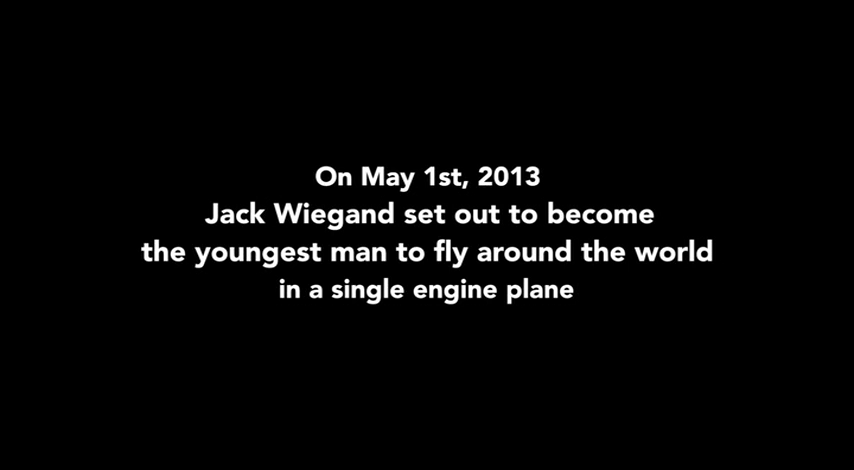 On May 1st, 2013
Jack Wiegand set out to become
the youngest man to fly around the world
in a single engine plane